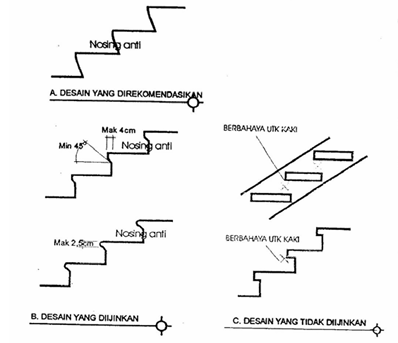 Nosing anti
A. DESAIN YANG DIREKOMENDASIKAN
Mak 4cm
Min 45° Nosing anti
Nosing anti
Mak 2,5cm
B. DESAIN YANG DIIJINKAN
BERBAHAYA UTK KAKI
BERBAHAYA UTK KAKI
C. DESAIN YANG TIDAK DIIJINKAN